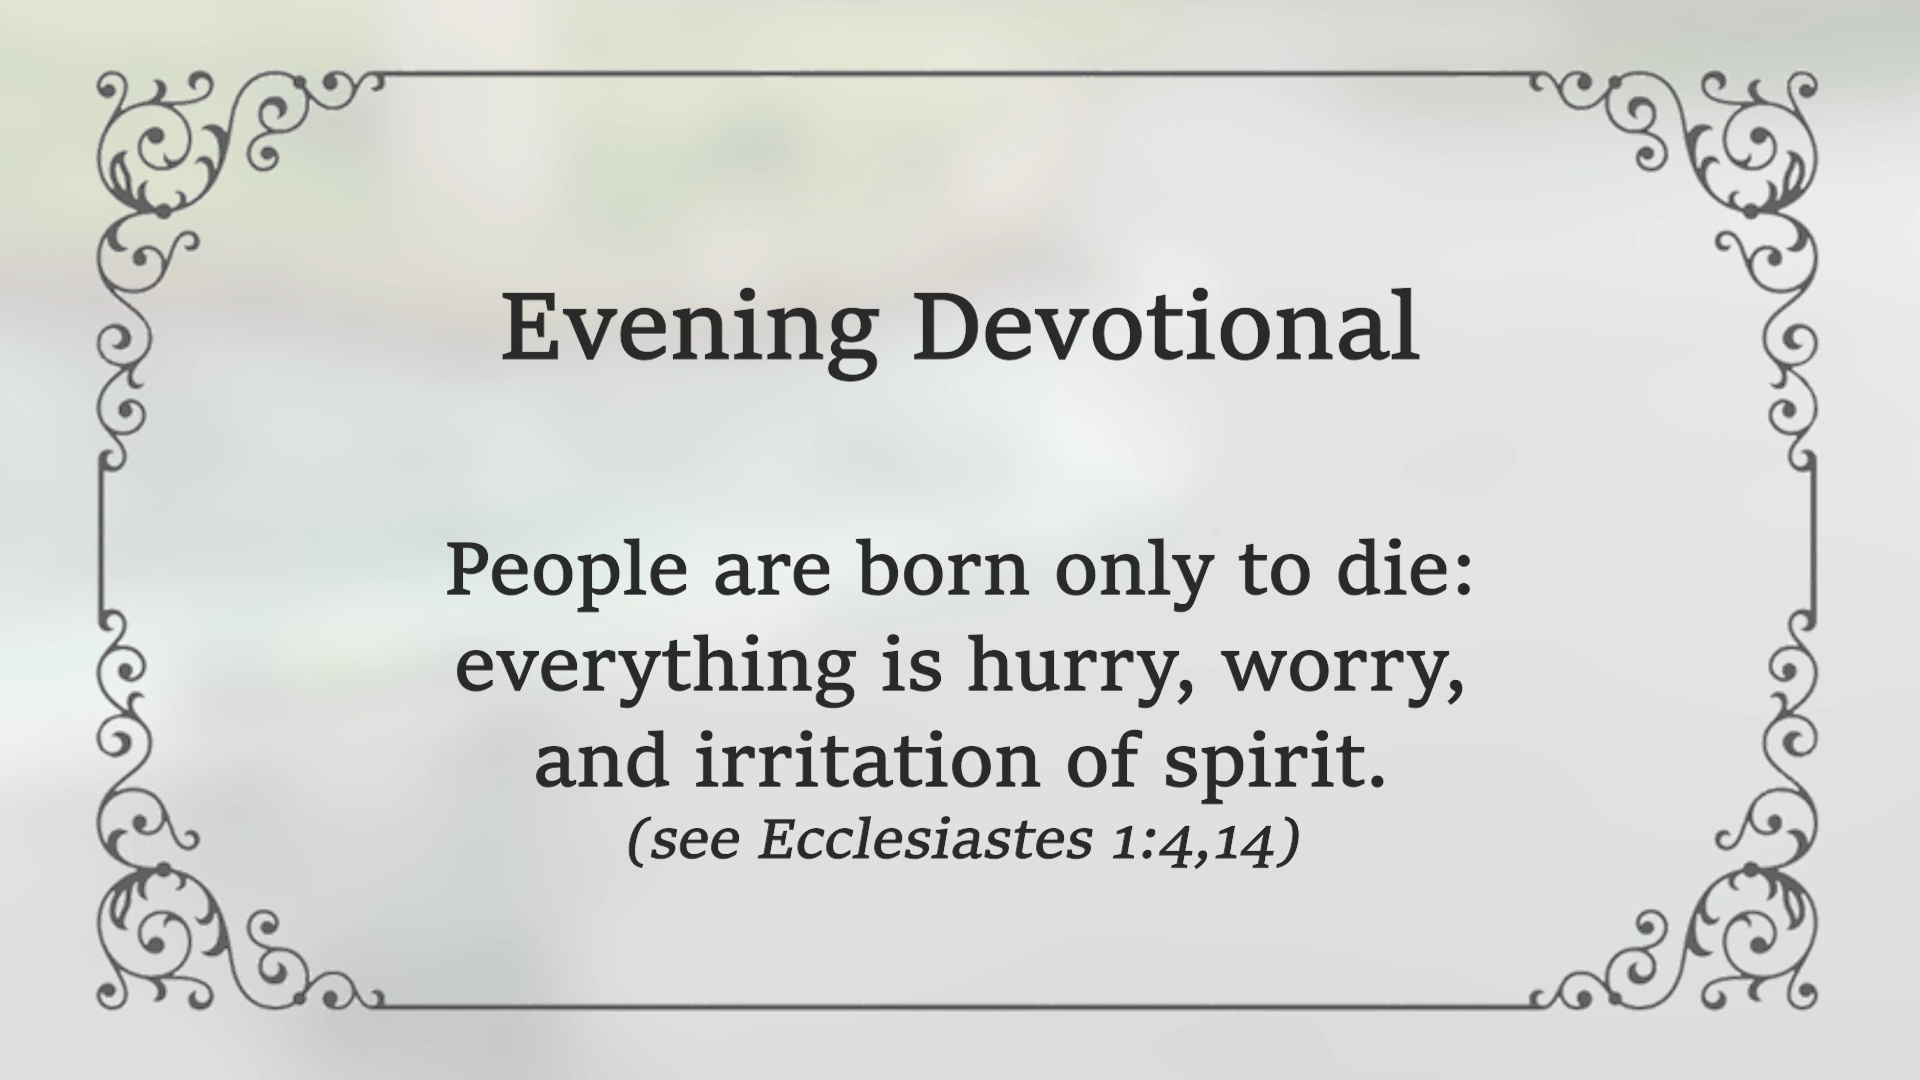 Evening Devotional
People are born only to die:
everything is hurry, worry,
and irritation of spirit.
(see Ecclesiastes 1:4,14)